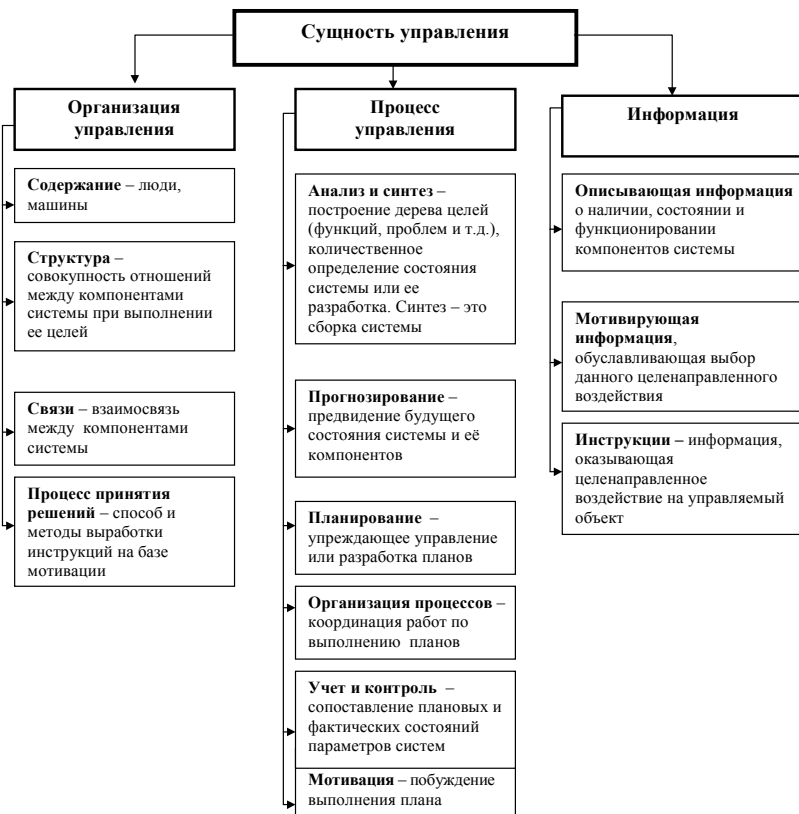 Сущность управления
Организация
управления
Содержание – люди,
машины
Структура –
совокупность отношений
между компонентами
системы при выполнении
ее целей
Связи – взаимосвязь
между компонентами
системы
Процесс принятия
решений – способ и
методы выработки
инструкций на базе
мотивации
Процесс
управления
Анализ и синтез –
построение дерева целей
(функций, проблем и т.д.),
количественное
определение состояния
системы или ее
разработка. Синтез – это
сборка системы
Прогнозирование –
предвидение будущего
состояния системы и её
компонентов
Планирование –
упреждающее управление
или разработка планов
Организация процессов –
координация работ по
выполнению планов
Учет и контроль –
сопоставление плановых и
фактических состояний
параметров систем
Мотивация – побуждение
выполнения плана
Информация
Описывающая информация
о наличии, состоянии и
функционировании
компонентов системы
Мотивирующая
информация,
обуславливающая выбор
данного целенаправленного
воздействия
Инструкции – информация,
оказывающая
целенаправленное
воздействие на управляемый
объект